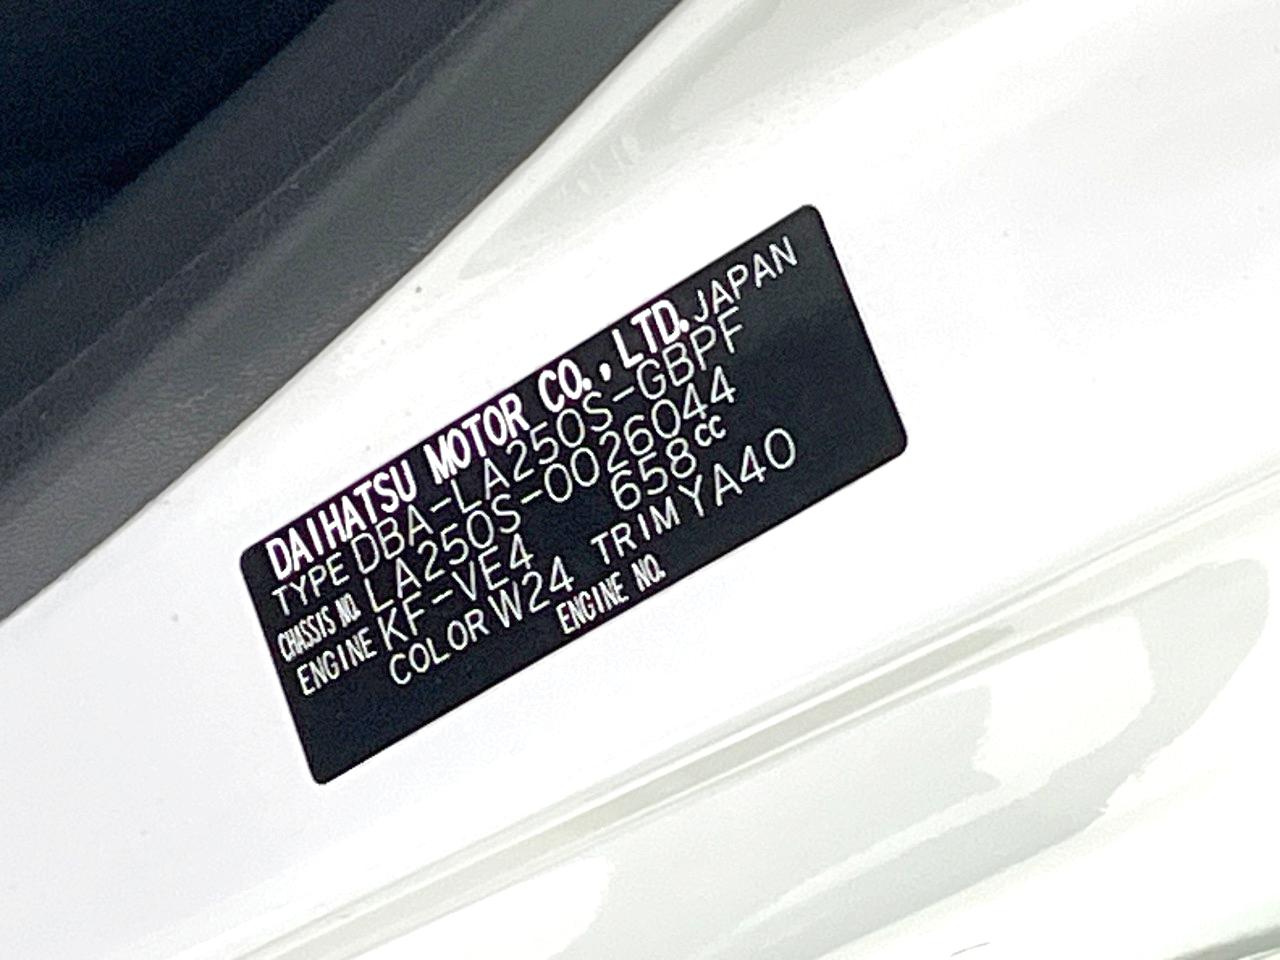 DAIHATSU MOTOR CO., LTD. JAPAN
TYPE DBA-LA250S-GBPF
CHASSIS NO. LA250S-0026044
ENGINE KF-VE4 658cc
COLOR W24 TRIM YA40
ENGINE NO.